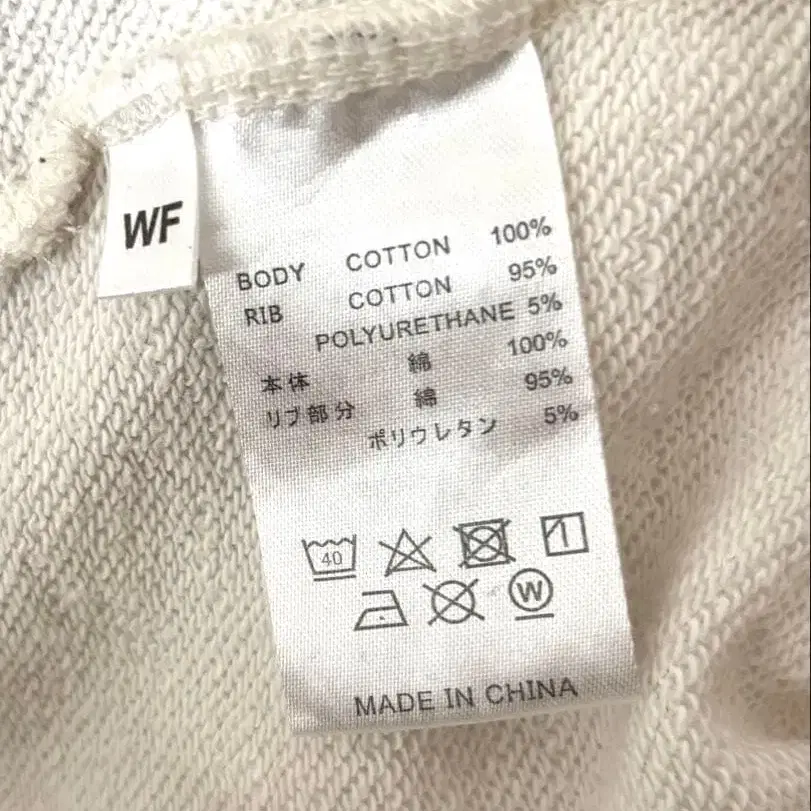 WF
BODY COTTON 100%
RIB COTTON 95%
POLYURETHANE 5%
本体 綿 100%
リブ部分 綿 95%
ポリウレタン 5%
40
W
MADE IN CHINA